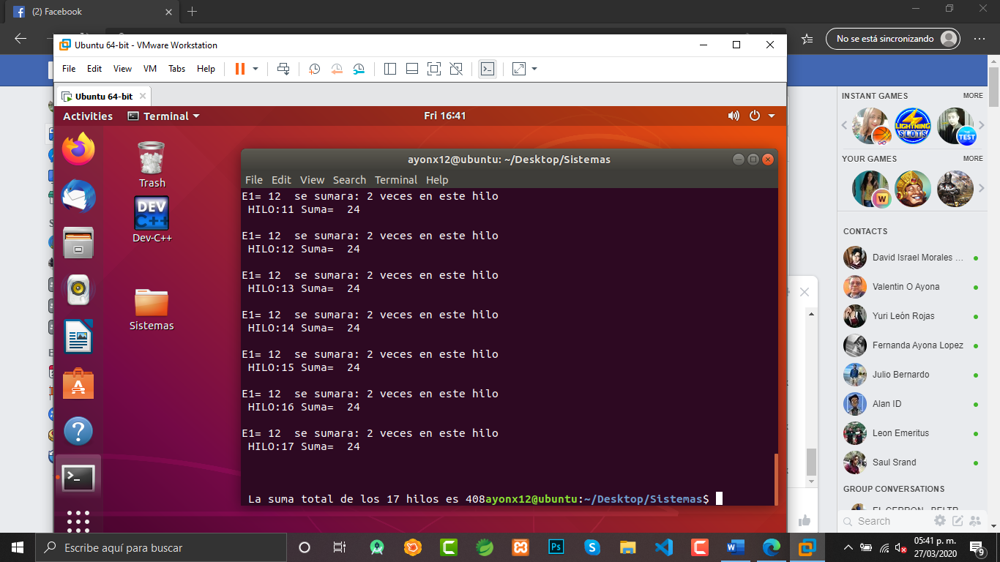 (2) Facebook
No se está sincronizando
Ubuntu 64-bit - VMware Workstation
File Edit View VM Tabs Help
Ubuntu 64-bit
Activities Terminal Fri 16:41
Trash
DEV
C++
Dev-C++
Sistemas
ayonx12@ubuntu: ~/Desktop/Sistemas
File Edit View Search Terminal Help
E1= 12 se sumara: 2 veces en este hilo
HILO:11 Suma= 24
E1= 12 se sumara: 2 veces en este hilo
HILO:12 Suma= 24
E1= 12 se sumara: 2 veces en este hilo
HILO:13 Suma= 24
E1= 12 se sumara: 2 veces en este hilo
HILO:14 Suma= 24
E1= 12 se sumara: 2 veces en este hilo
HILO:15 Suma= 24
E1= 12 se sumara: 2 veces en este hilo
HILO:16 Suma= 24
E1= 12 se sumara: 2 veces en este hilo
HILO:17 Suma= 24
La suma total de los 17 hilos es 408ayonx12@ubuntu:~/Desktop/Sistemas$
INSTANT GAMES MORE
LIGHTNING
SLOTS
THE
TEST
YOUR GAMES MORE
W
CONTACTS
David Israel Morales ...
Valentin O Ayona
Yuri León Rojas
Fernanda Ayona Lopez
Julio Bernardo
Alan ID
Leon Emeritus
Saul Srand
GROUP CONVERSATIONS
Search
Escribe aquí para buscar
Ps
05:41 p. m.
27/03/2020
9